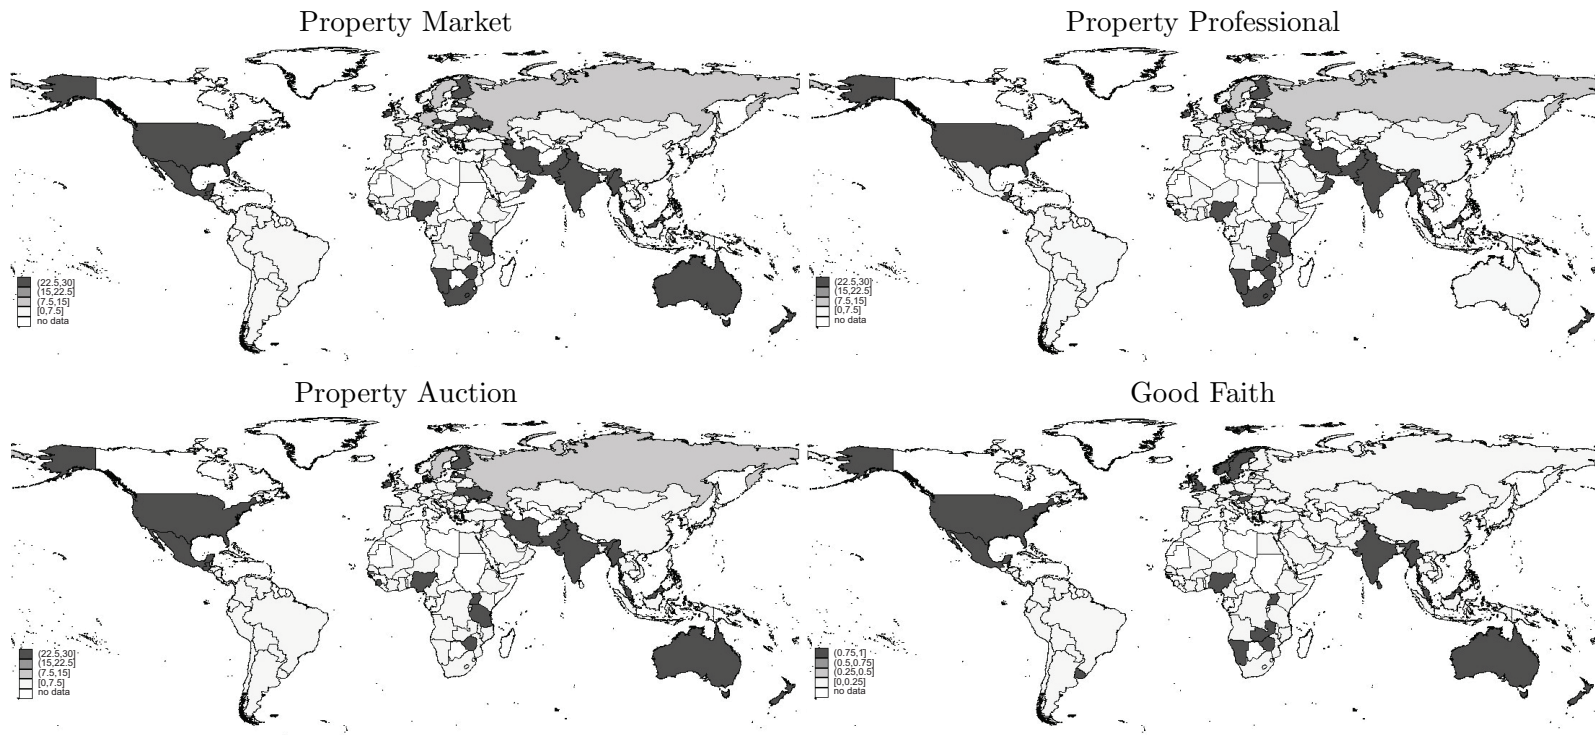 Property Market
Property Professional
(22.5,30]
(15,22.5]
(7.5,15]
[0,7.5]
no data
(22.5,30]
(15,22.5]
(7.5,15]
[0,7.5]
no data
Property Auction
Good Faith
(22.5,30]
(15,22.5]
(7.5,15]
[0,7.5]
no data
(0.75,1]
(0.5,0.75]
(0.25,0.5]
[0,0.25]
no data